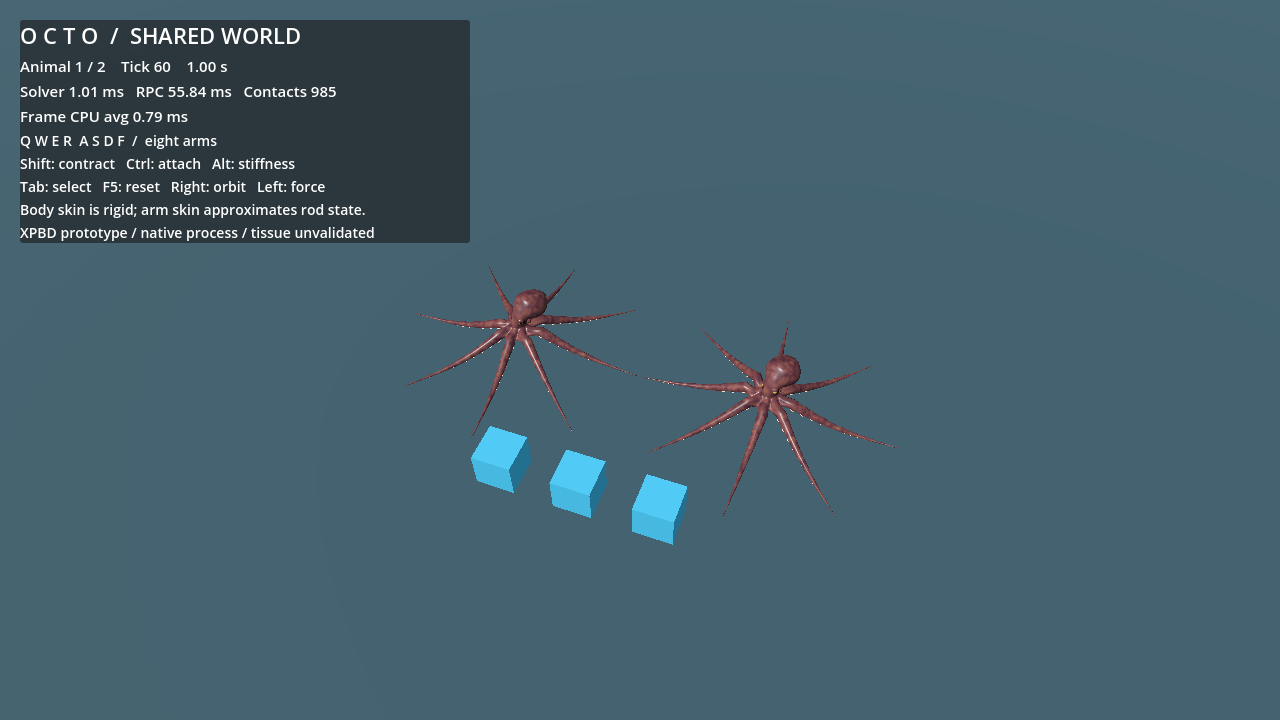 O C T O / SHARED WORLD
Animal 1 / 2 Tick 60 1.00 s
Solver 1.01 ms RPC 55.84 ms Contacts 985
Frame CPU avg 0.79 ms
Q W E R A S D F / eight arms
Shift: contract Ctrl: attach Alt: stiffness
Tab: select F5: reset Right: orbit Left: force
Body skin is rigid; arm skin approximates rod state.
XPBD prototype / native process / tissue unvalidated